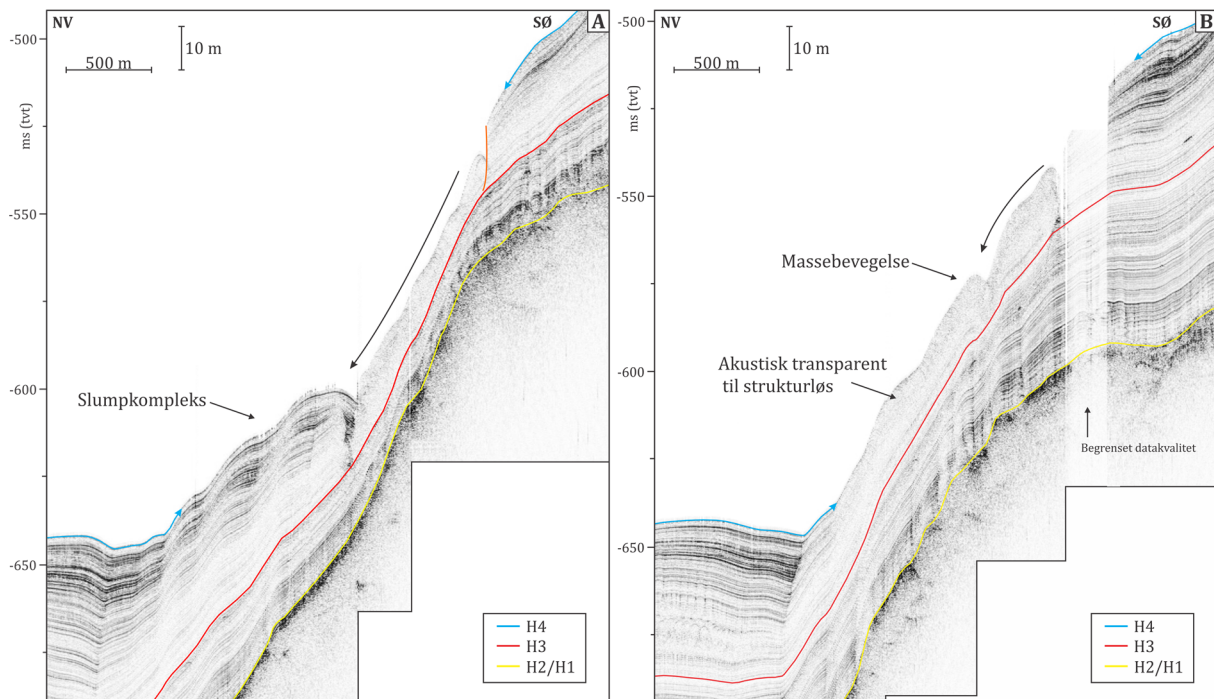 NV
SØ
A
10 m
500 m
ms (tvt)
-500
-550
-600
-650
Slumpkompleks
H4
H3
H2/H1
NV
SØ
B
10 m
500 m
ms (tvt)
-500
-550
-600
-650
Massebevegelse
Akustisk transparent
til strukturløs
Begrenset datakvalitet
H4
H3
H2/H1